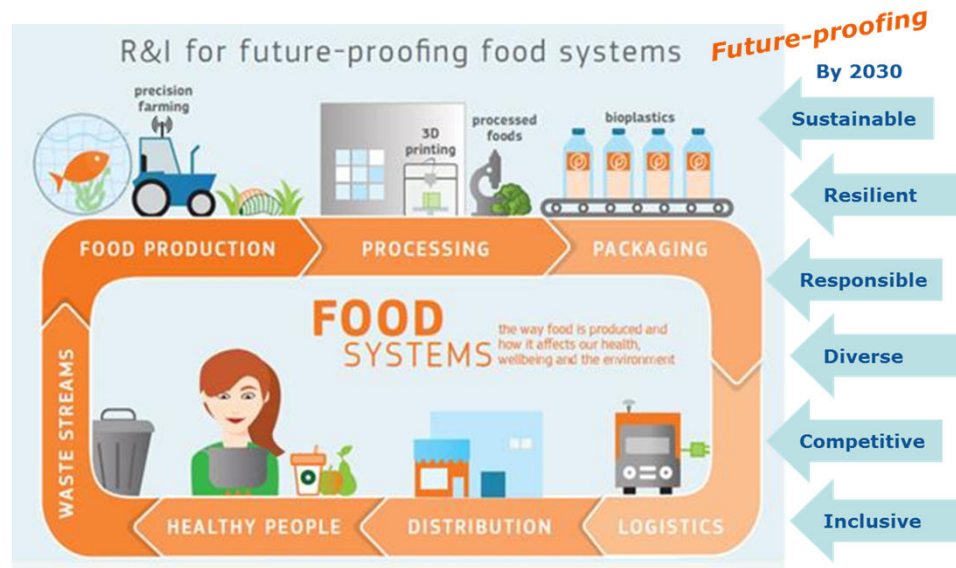 R&I for future-proofing food systems
Future-proofing
By 2030
precision
farming
3D
printing
processed
foods
bioplastics
Sustainable
Resilient
FOOD PRODUCTION
PROCESSING
PACKAGING
Responsible
FOOD
SYSTEMS
the way food is produced and
how it affects our health,
wellbeing and the environment
Diverse
WASTE STREAMS
Competitive
HEALTHY PEOPLE
DISTRIBUTION
LOGISTICS
Inclusive